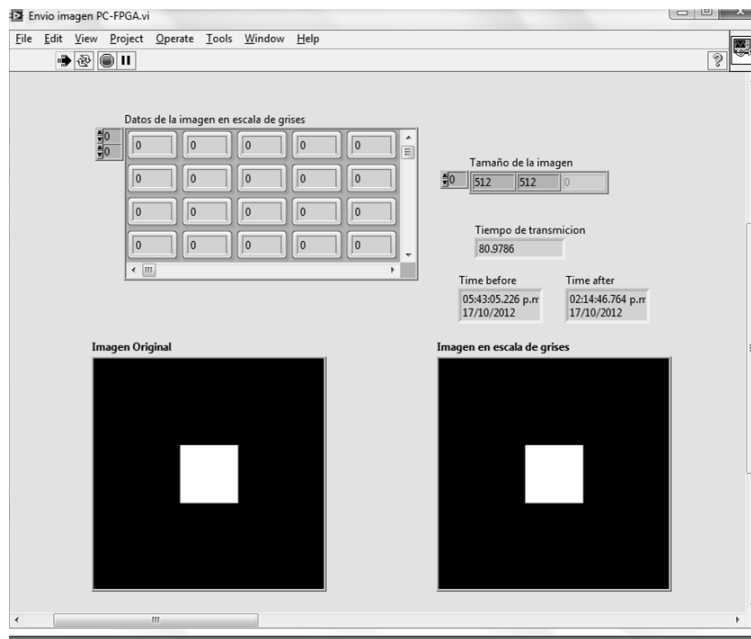 Envio imagen PC-FPGA.vi
File Edit View Project Operate Tools Window Help
Datos de la imagen en escala de grises
0
0
0 0 0 0 0
0 0 0 0 0
0 0 0 0 0
0 0 0 0 0
Tamaño de la imagen
0 512 512 0
Tiempo de transmicion
80.9786
Time before Time after
05:43:05.226 p.m 02:14:46.764 p.m
17/10/2012 17/10/2012
Imagen Original Imagen en escala de grises